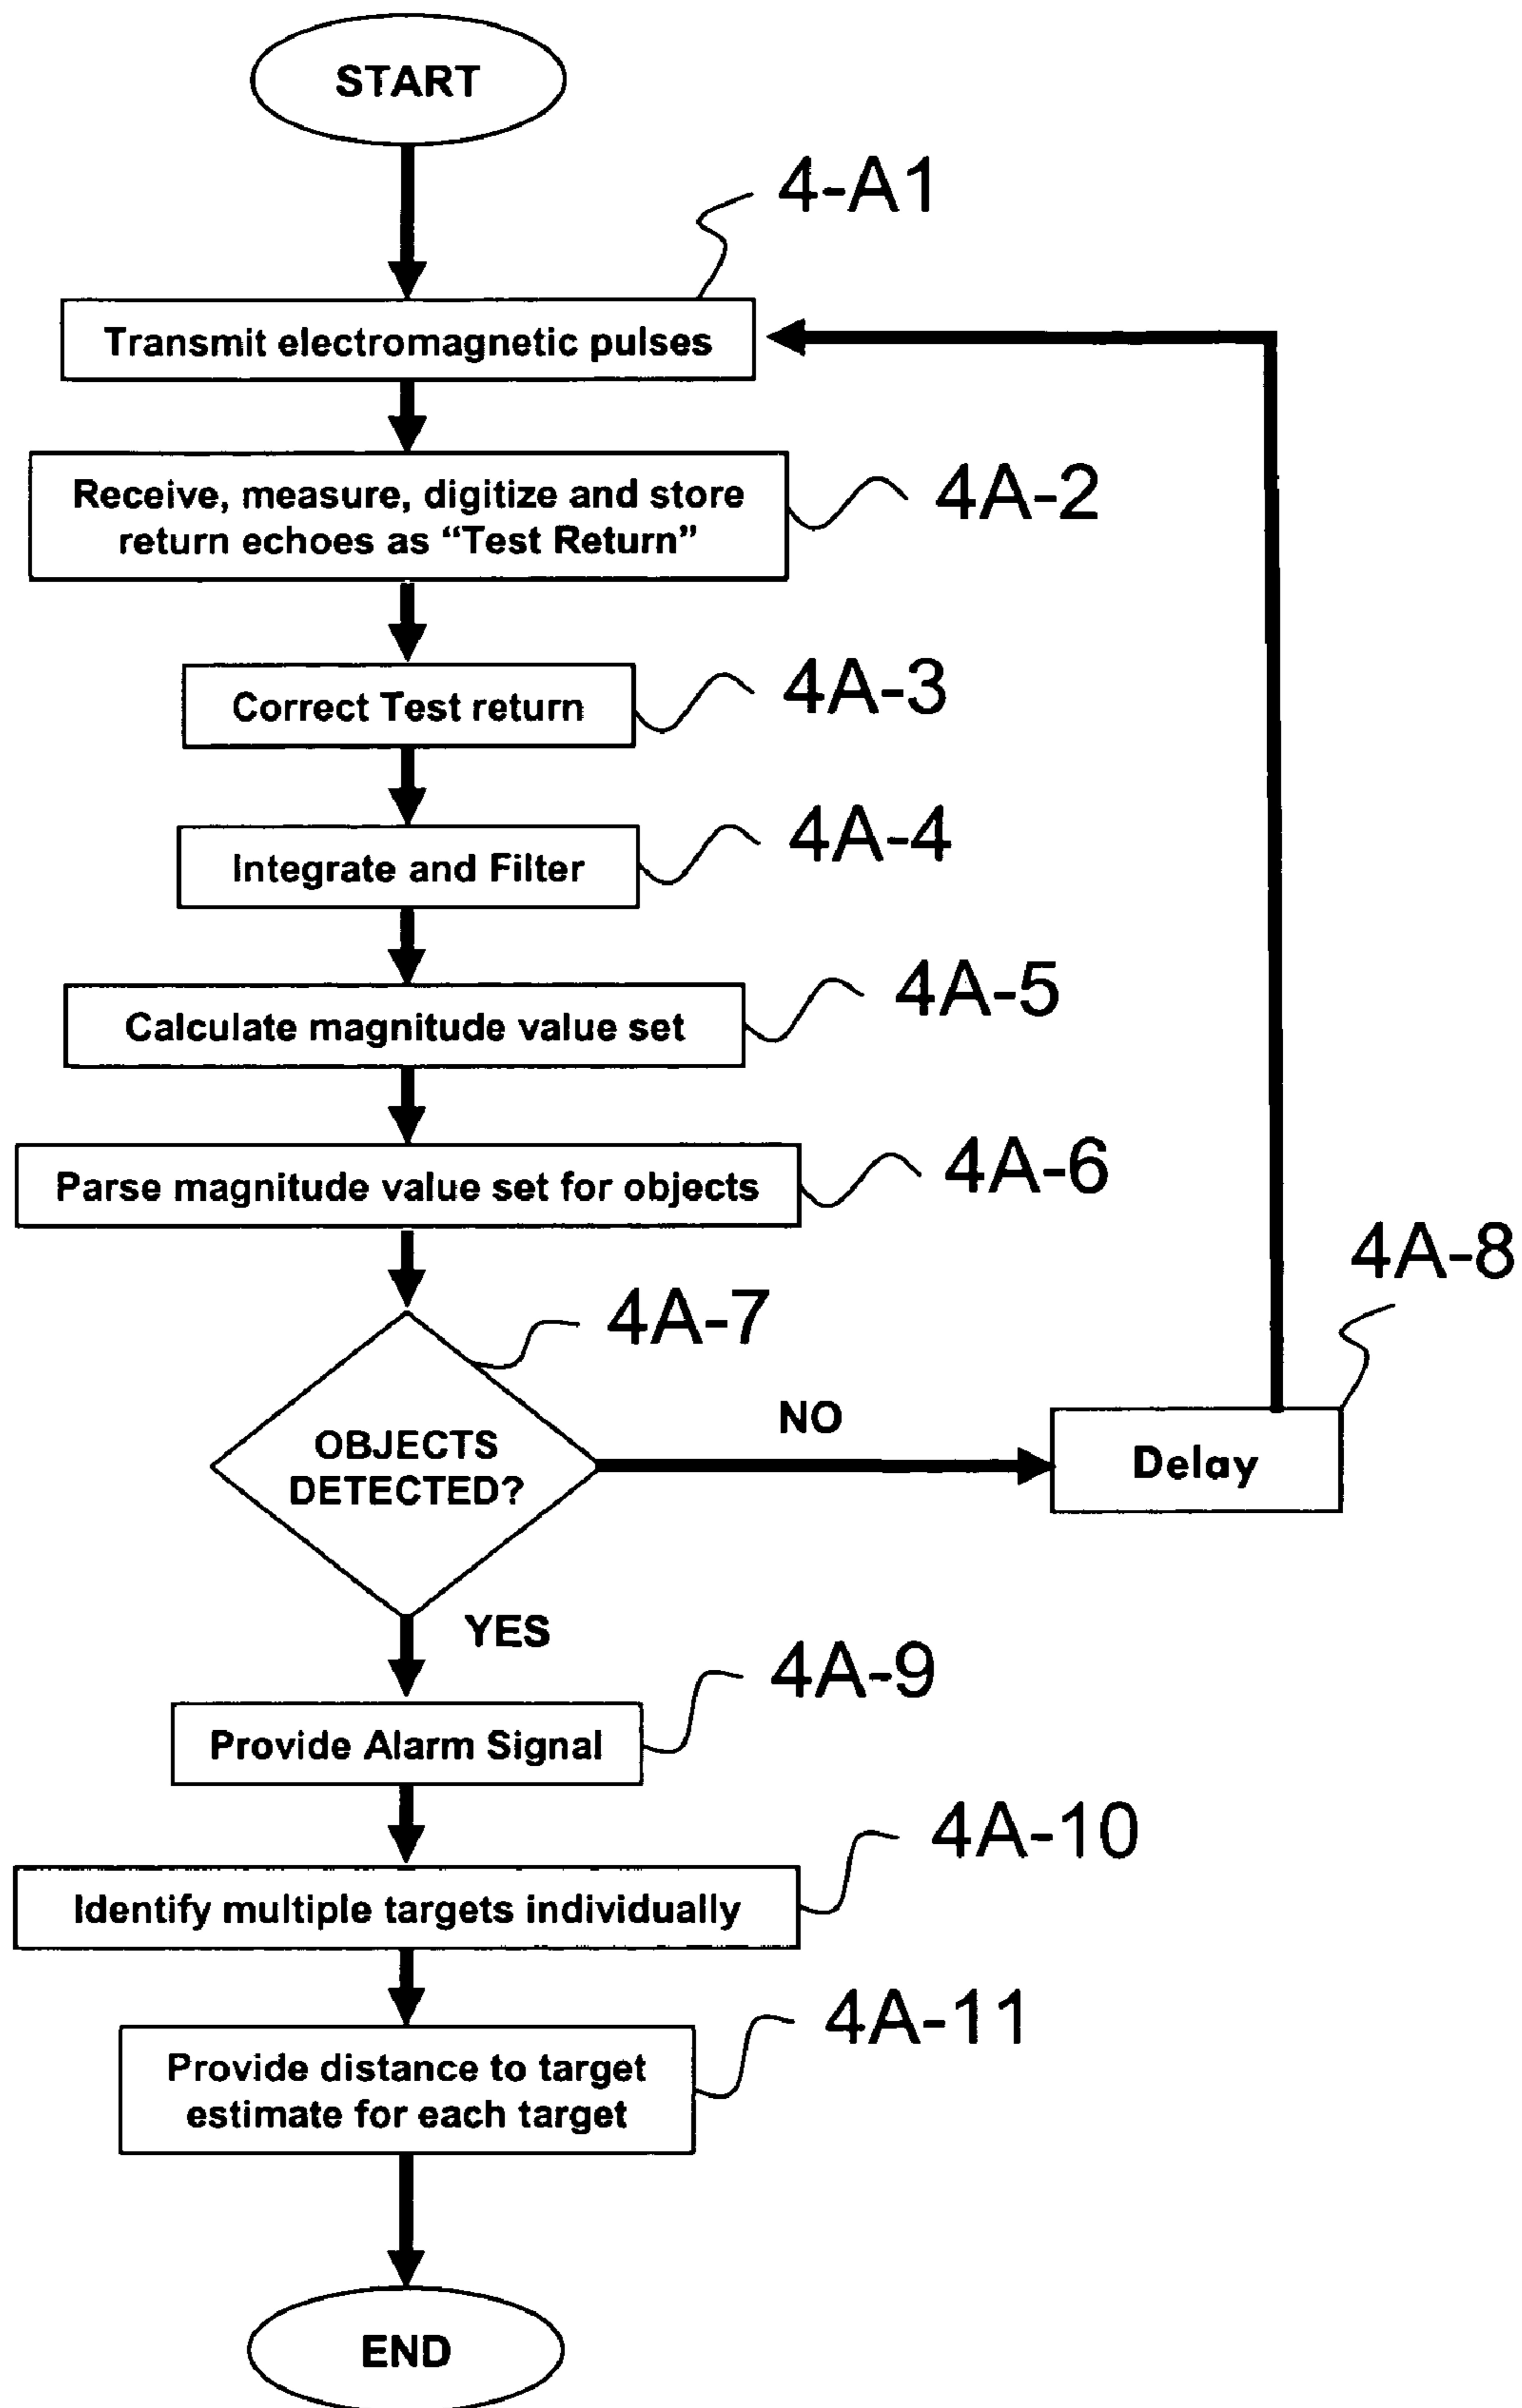 START
4-A1
Transmit electromagnetic pulses
4A-2
Receive, measure, digitize and store
return echoes as “Test Return”
4A-3
Correct Test return
4A-4
Integrate and Filter
4A-5
Calculate magnitude value set
4A-6
Parse magnitude value set for objects
4A-8
4A-7
NO
OBJECTS
DETECTED?
Delay
YES
4A-9
Provide Alarm Signal
4A-10
Identify multiple targets individually
4A-11
Provide distance to target
estimate for each target
END